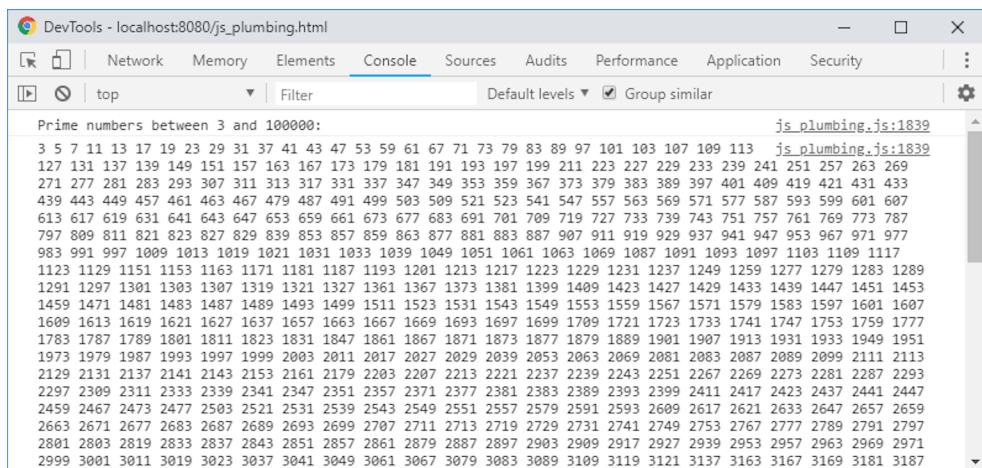 DevTools - localhost:8080/js_plumbing.html
Network Memory Elements Console Sources Audits Performance Application Security
top Filter Default levels Group similar
Prime numbers between 3 and 100000: js_plumbing.js:1839
3 5 7 11 13 17 19 23 29 31 37 41 43 47 53 59 61 67 71 73 79 83 89 97 101 103 107 109 113 js_plumbing.js:1839
127 131 137 139 149 151 157 163 167 173 179 181 191 193 197 199 211 223 227 229 233 239 241 251 257 263 269
271 277 281 283 293 307 311 313 317 331 337 347 349 353 359 367 373 379 383 389 397 401 409 419 421 431 433
439 443 449 457 461 463 467 479 487 491 499 503 509 521 523 541 547 557 563 569 571 577 587 593 599 601 607
613 617 619 631 641 643 647 653 659 661 673 677 683 691 701 709 719 727 733 739 743 751 757 761 769 773 787
797 809 811 821 823 827 829 839 853 857 859 863 877 881 883 887 907 911 919 929 937 941 947 953 967 971 977
983 991 997 1009 1013 1019 1021 1031 1033 1039 1049 1051 1061 1063 1069 1087 1091 1093 1097 1103 1109 1117
1123 1129 1151 1153 1163 1171 1181 1187 1193 1201 1213 1217 1223 1229 1231 1237 1249 1259 1277 1279 1283 1289
1291 1297 1301 1303 1307 1319 1321 1327 1361 1367 1373 1381 1399 1409 1423 1427 1429 1433 1439 1447 1451 1453
1459 1471 1481 1483 1487 1489 1493 1499 1511 1523 1531 1543 1549 1553 1559 1567 1571 1579 1583 1597 1601 1607
1609 1613 1619 1621 1627 1637 1657 1663 1667 1669 1693 1697 1699 1709 1721 1723 1733 1741 1747 1753 1759 1777
1783 1787 1789 1801 1811 1823 1831 1847 1861 1867 1871 1873 1877 1879 1889 1901 1907 1913 1931 1933 1949 1951
1973 1979 1987 1993 1997 1999 2003 2011 2017 2027 2029 2039 2053 2063 2069 2081 2083 2087 2089 2099 2111 2113
2129 2131 2137 2141 2143 2153 2161 2179 2203 2207 2213 2221 2237 2239 2243 2251 2267 2269 2273 2281 2287 2293
2297 2309 2311 2333 2339 2341 2347 2351 2357 2371 2377 2381 2383 2389 2393 2399 2411 2417 2423 2437 2441 2447
2459 2467 2473 2477 2503 2521 2531 2539 2543 2549 2551 2557 2579 2591 2593 2609 2617 2621 2633 2647 2657 2659
2663 2671 2677 2683 2687 2689 2693 2699 2707 2711 2713 2719 2729 2731 2741 2749 2753 2767 2777 2789 2791 2797
2801 2803 2819 2833 2837 2843 2851 2857 2861 2879 2887 2897 2903 2909 2917 2927 2939 2953 2957 2963 2969 2971
2999 3001 3011 3019 3023 3037 3041 3049 3061 3067 3079 3083 3089 3109 3119 3121 3137 3163 3167 3169 3181 3187